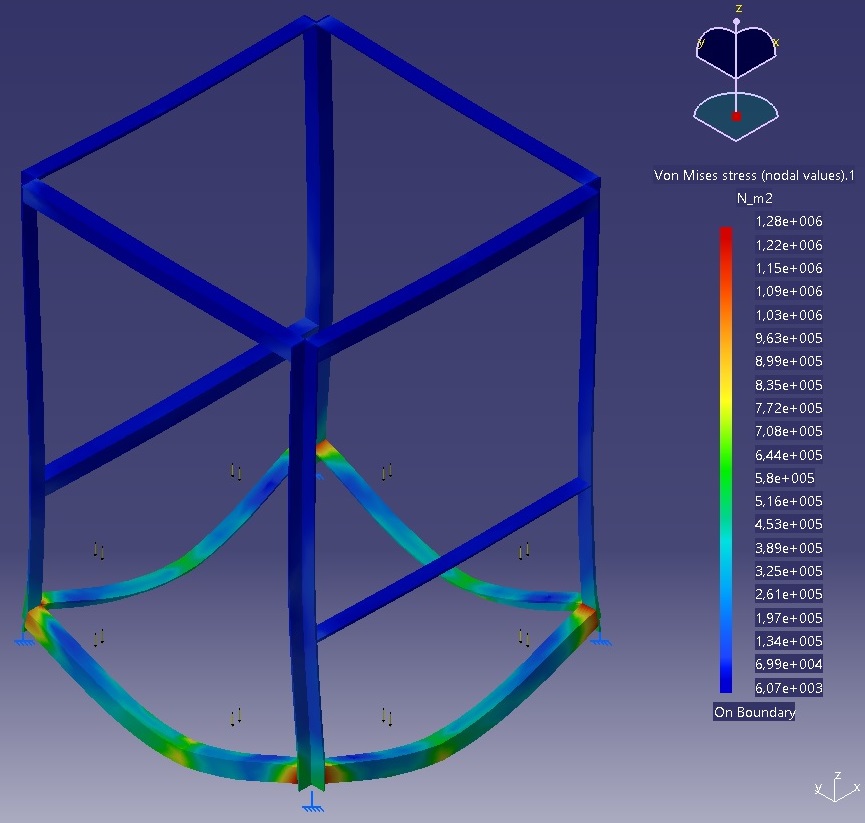 z
y x
Von Mises stress (nodal values).1
N_m2
1,28e+006
1,22e+006
1,15e+006
1,09e+006
1,03e+006
9,63e+005
8,99e+005
8,35e+005
7,72e+005
7,08e+005
6,44e+005
5,8e+005
5,16e+005
4,53e+005
3,89e+005
3,25e+005
2,61e+005
1,97e+005
1,34e+005
6,99e+004
6,07e+003
On Boundary
z
y x